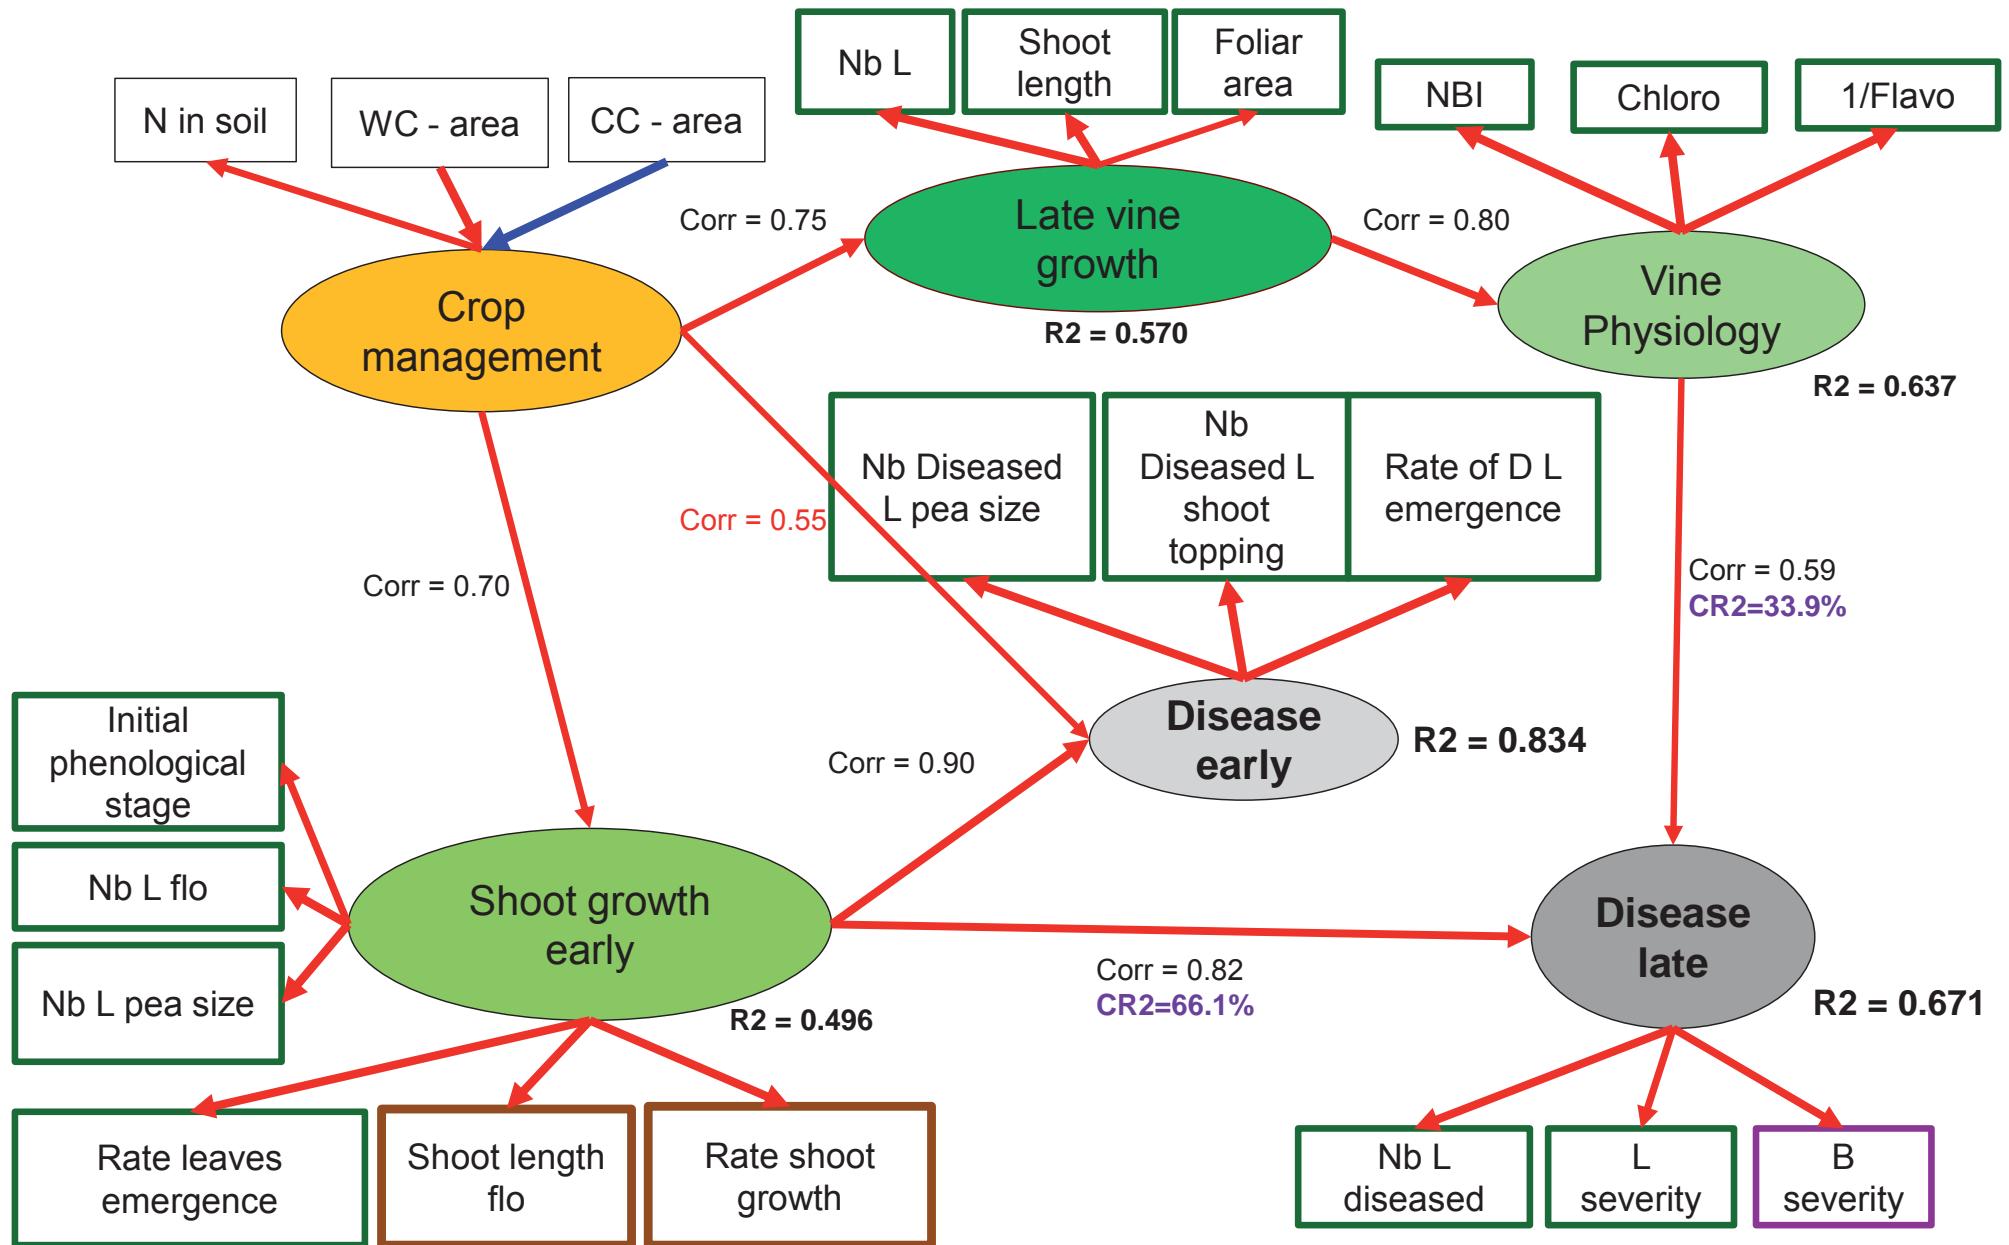 Nb L
Shoot
length
Foliar
area
N in soil
WC - area
CC - area
NBI
Chloro
1/Flavo
Corr = 0.75
Late vine
growth
Corr = 0.80
R2 = 0.570
Crop
management
Vine
Physiology
R2 = 0.637
Nb Diseased
L pea size
Nb
Diseased L
shoot
topping
Rate of D L
emergence
Corr = 0.55
Corr = 0.70
Corr = 0.59
CR2=33.9%
Initial
phenological
stage
Disease
early
R2 = 0.834
Corr = 0.90
Nb L flo
Shoot growth
early
Disease
late
Nb L pea size
R2 = 0.496
Corr = 0.82
CR2=66.1%
R2 = 0.671
Rate leaves
emergence
Shoot length
flo
Rate shoot
growth
Nb L
diseased
L
severity
B
severity